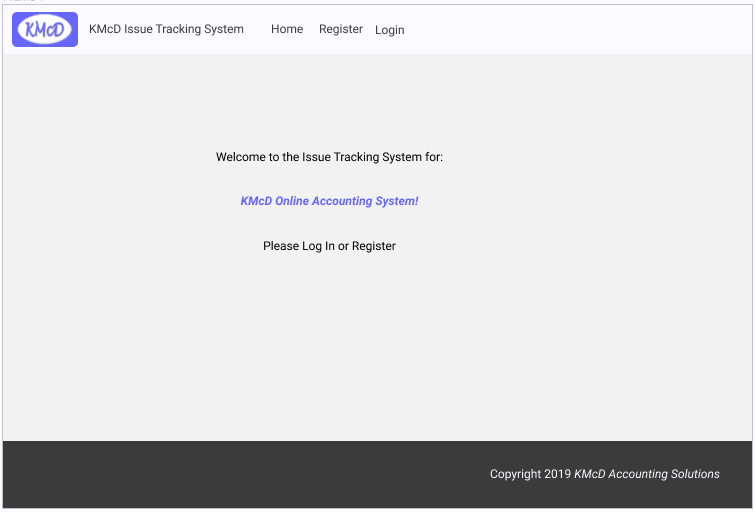 KMcD KMcD Issue Tracking System Home Register Login
Welcome to the Issue Tracking System for:
KMcD Online Accounting System!
Please Log In or Register
Copyright 2019 KMcD Accounting Solutions